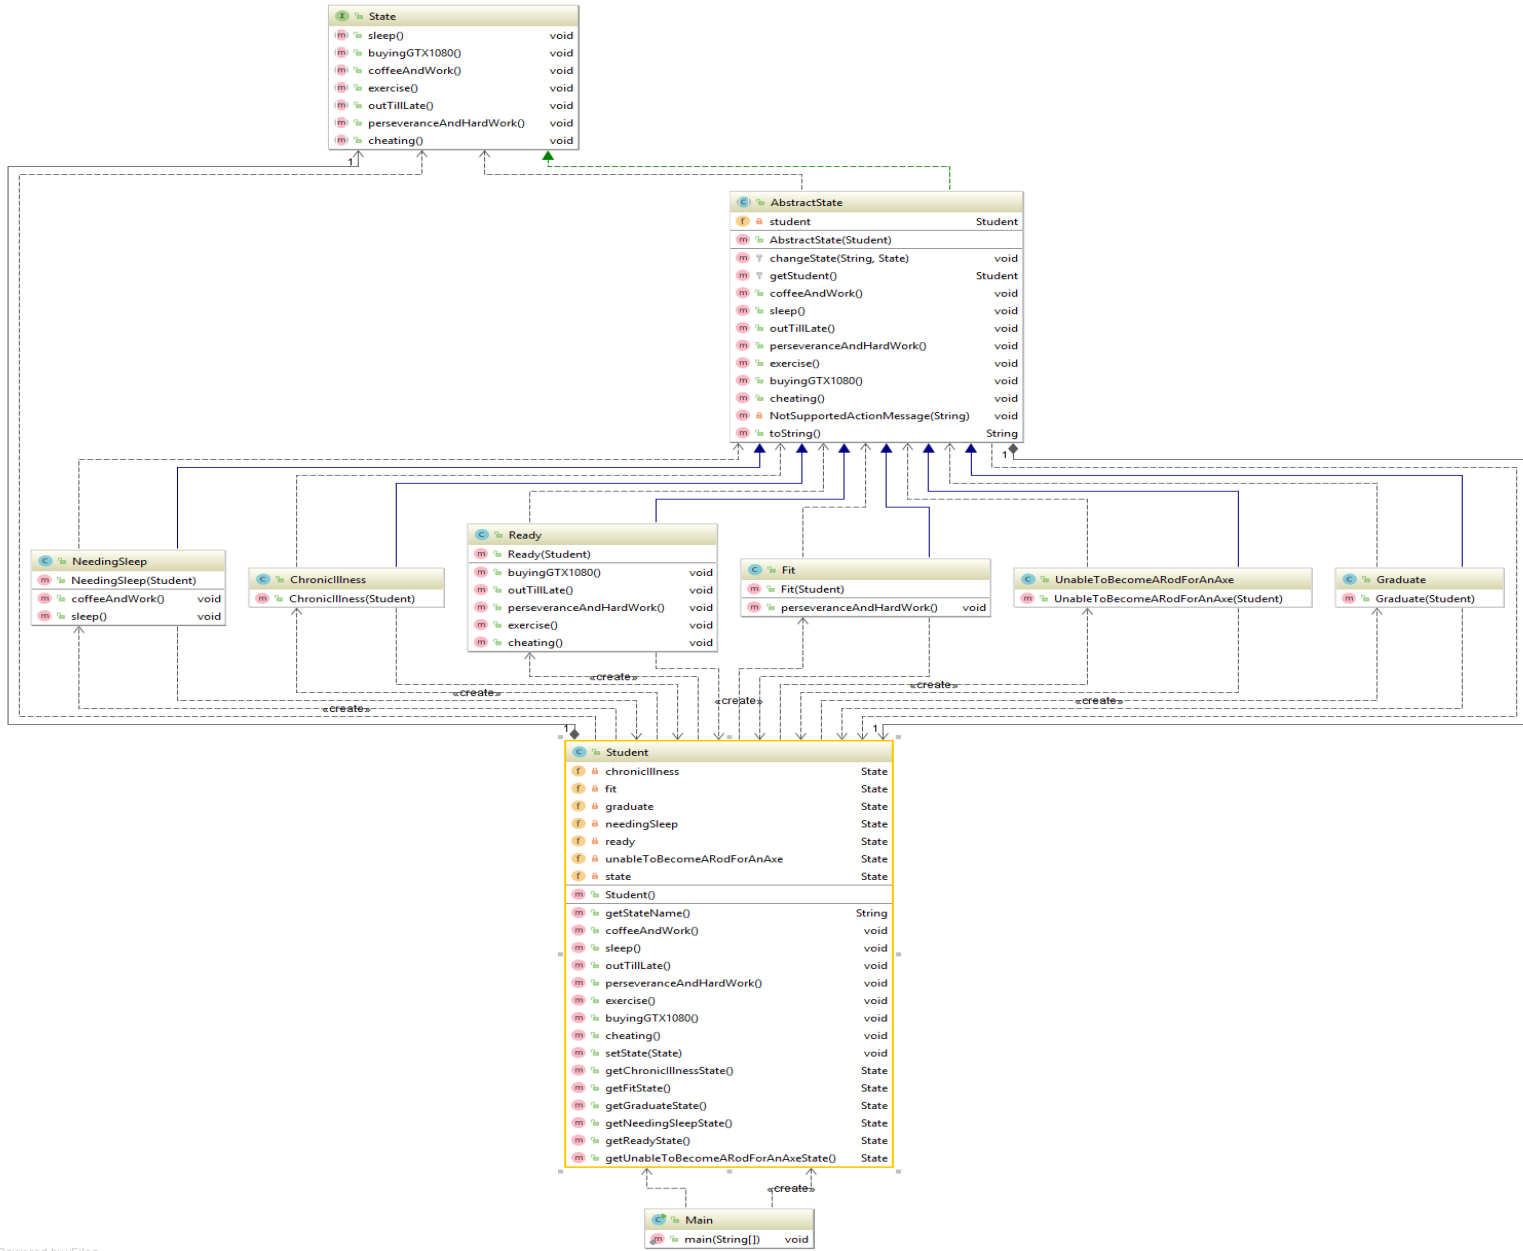 State
sleep() void
buyingGTX1080() void
coffeeAndWork() void
exercise() void
outTillLate() void
perseveranceAndHardWork() void
cheating() void
1
AbstractState
student Student
AbstractState(Student)
changeState(String, State) void
getStudent() Student
coffeeAndWork() void
sleep() void
outTillLate() void
perseveranceAndHardWork() void
exercise() void
buyingGTX1080() void
cheating() void
NotSupportedActionMessage(String) void
toString() String
1
NeedingSleep
NeedingSleep(Student)
coffeeAndWork() void
sleep() void
ChronicIllness
ChronicIllness(Student)
Ready
Ready(Student)
buyingGTX1080() void
outTillLate() void
perseveranceAndHardWork() void
exercise() void
cheating() void
Fit
Fit(Student)
perseveranceAndHardWork() void
UnableToBecomeARodForAnAxe
UnableToBecomeARodForAnAxe(Student)
Graduate
Graduate(Student)
«create»
«create»
«create»
«create»
«create»
«create»
1
1
Student
chronicIllness State
fit State
graduate State
needingSleep State
ready State
unableToBecomeARodForAnAxe State
state State
Student()
getStateName() String
coffeeAndWork() void
sleep() void
outTillLate() void
perseveranceAndHardWork() void
exercise() void
buyingGTX1080() void
cheating() void
setState(State) void
getChronicIllnessState() State
getFitState() State
getGraduateState() State
getNeedingSleepState() State
getReadyState() State
getUnableToBecomeARodForAnAxeState() State
«create»
Main
main(String[]) void